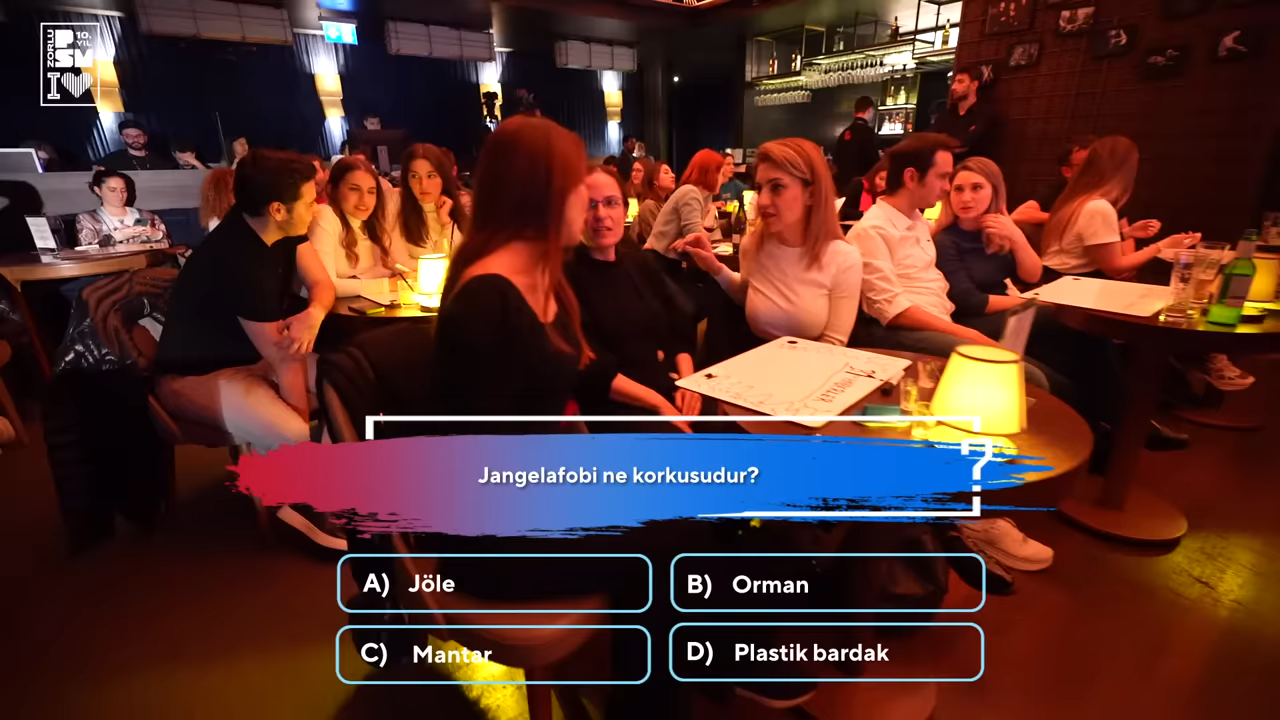 ZORLU
PSM
10.
YIL
I
Jangelafobi ne korkusudur?
?
A) Jöle
B) Orman
C) Mantar
D) Plastik bardak